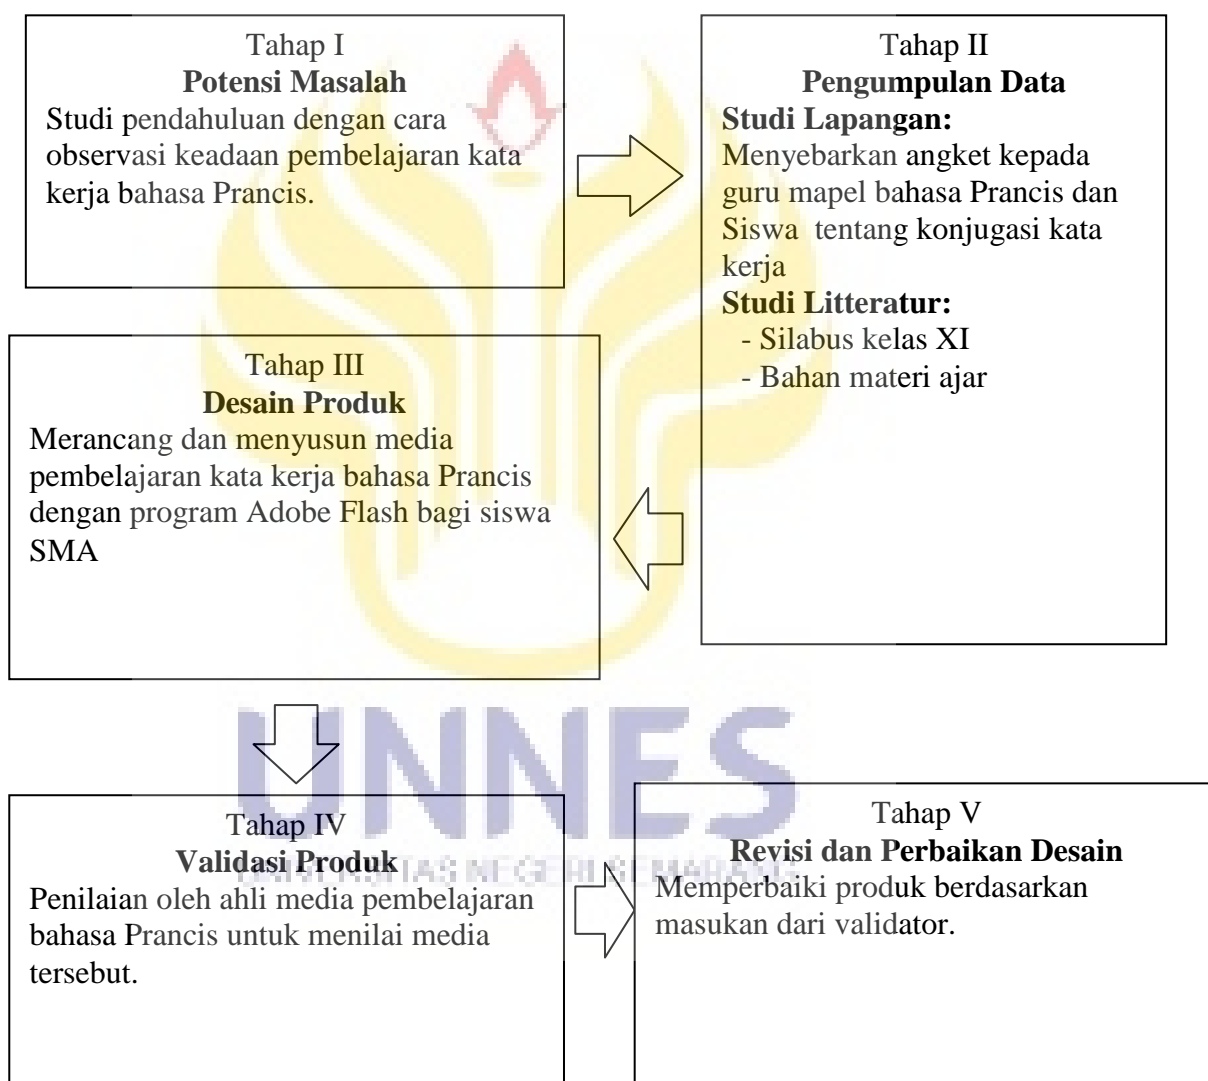 Tahap I
Potensi Masalah
Studi pendahuluan dengan cara
observasi keadaan pembelajaran kata
kerja bahasa Prancis.
Tahap II
Pengumpulan Data
Studi Lapangan:
Menyebarkan angket kepada
guru mapel bahasa Prancis dan
Siswa tentang konjugasi kata
kerja
Studi Litteratur:
- Silabus kelas XI
- Bahan materi ajar
Tahap III
Desain Produk
Merancang dan menyusun media
pembelajaran kata kerja bahasa Prancis
dengan program Adobe Flash bagi siswa
SMA
UNNES
UNIVERSITAS NEGERI SEMARANG
Tahap IV
Validasi Produk
Penilaian oleh ahli media pembelajaran
bahasa Prancis untuk menilai media
tersebut.
Tahap V
Revisi dan Perbaikan Desain
Memperbaiki produk berdasarkan
masukan dari validator.